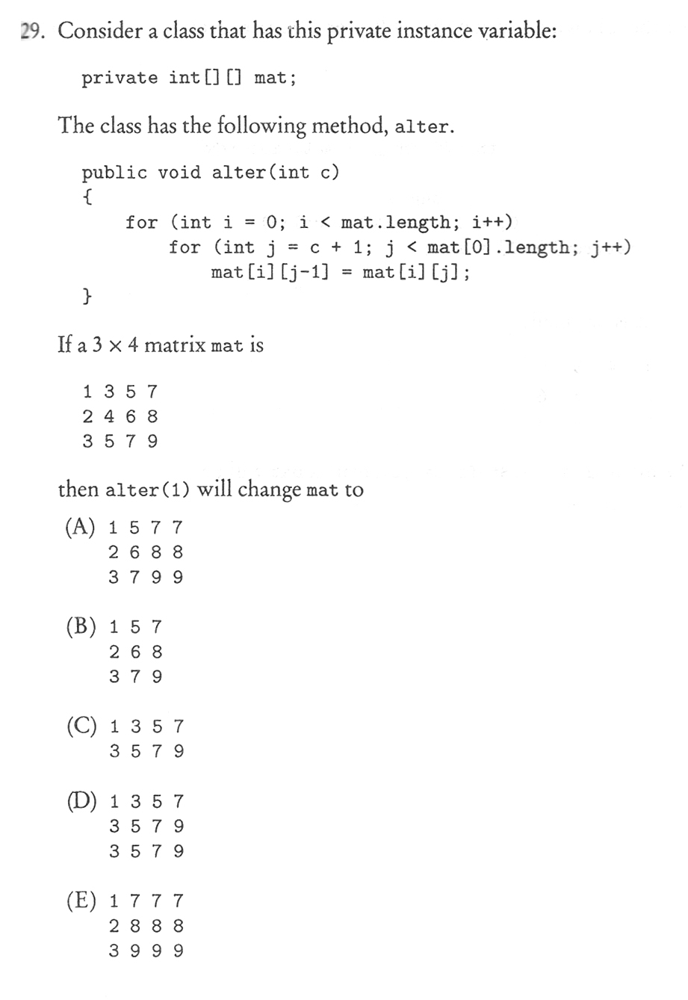 29. Consider a class that has this private instance variable:
private int[][] mat;
The class has the following method, alter.
public void alter(int c)
{
for (int i = 0; i < mat.length; i++)
for (int j = c + 1; j < mat[0].length; j++)
mat[i][j-1] = mat[i][j];
}
If a 3 × 4 matrix mat is
1 3 5 7
2 4 6 8
3 5 7 9
then alter(1) will change mat to
(A) 1 5 7 7
2 6 8 8
3 7 9 9
(B) 1 5 7
2 6 8
3 7 9
(C) 1 3 5 7
3 5 7 9
(D) 1 3 5 7
3 5 7 9
3 5 7 9
(E) 1 7 7 7
2 8 8 8
3 9 9 9